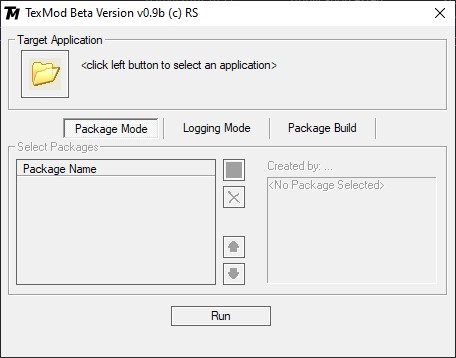 TM TexMod Beta Version v0.9b (c) RS
Target Application
<click left button to select an application>
Package Mode
Logging Mode
Package Build
Select Packages
Package Name
Created by: ...
<No Package Selected>
Run